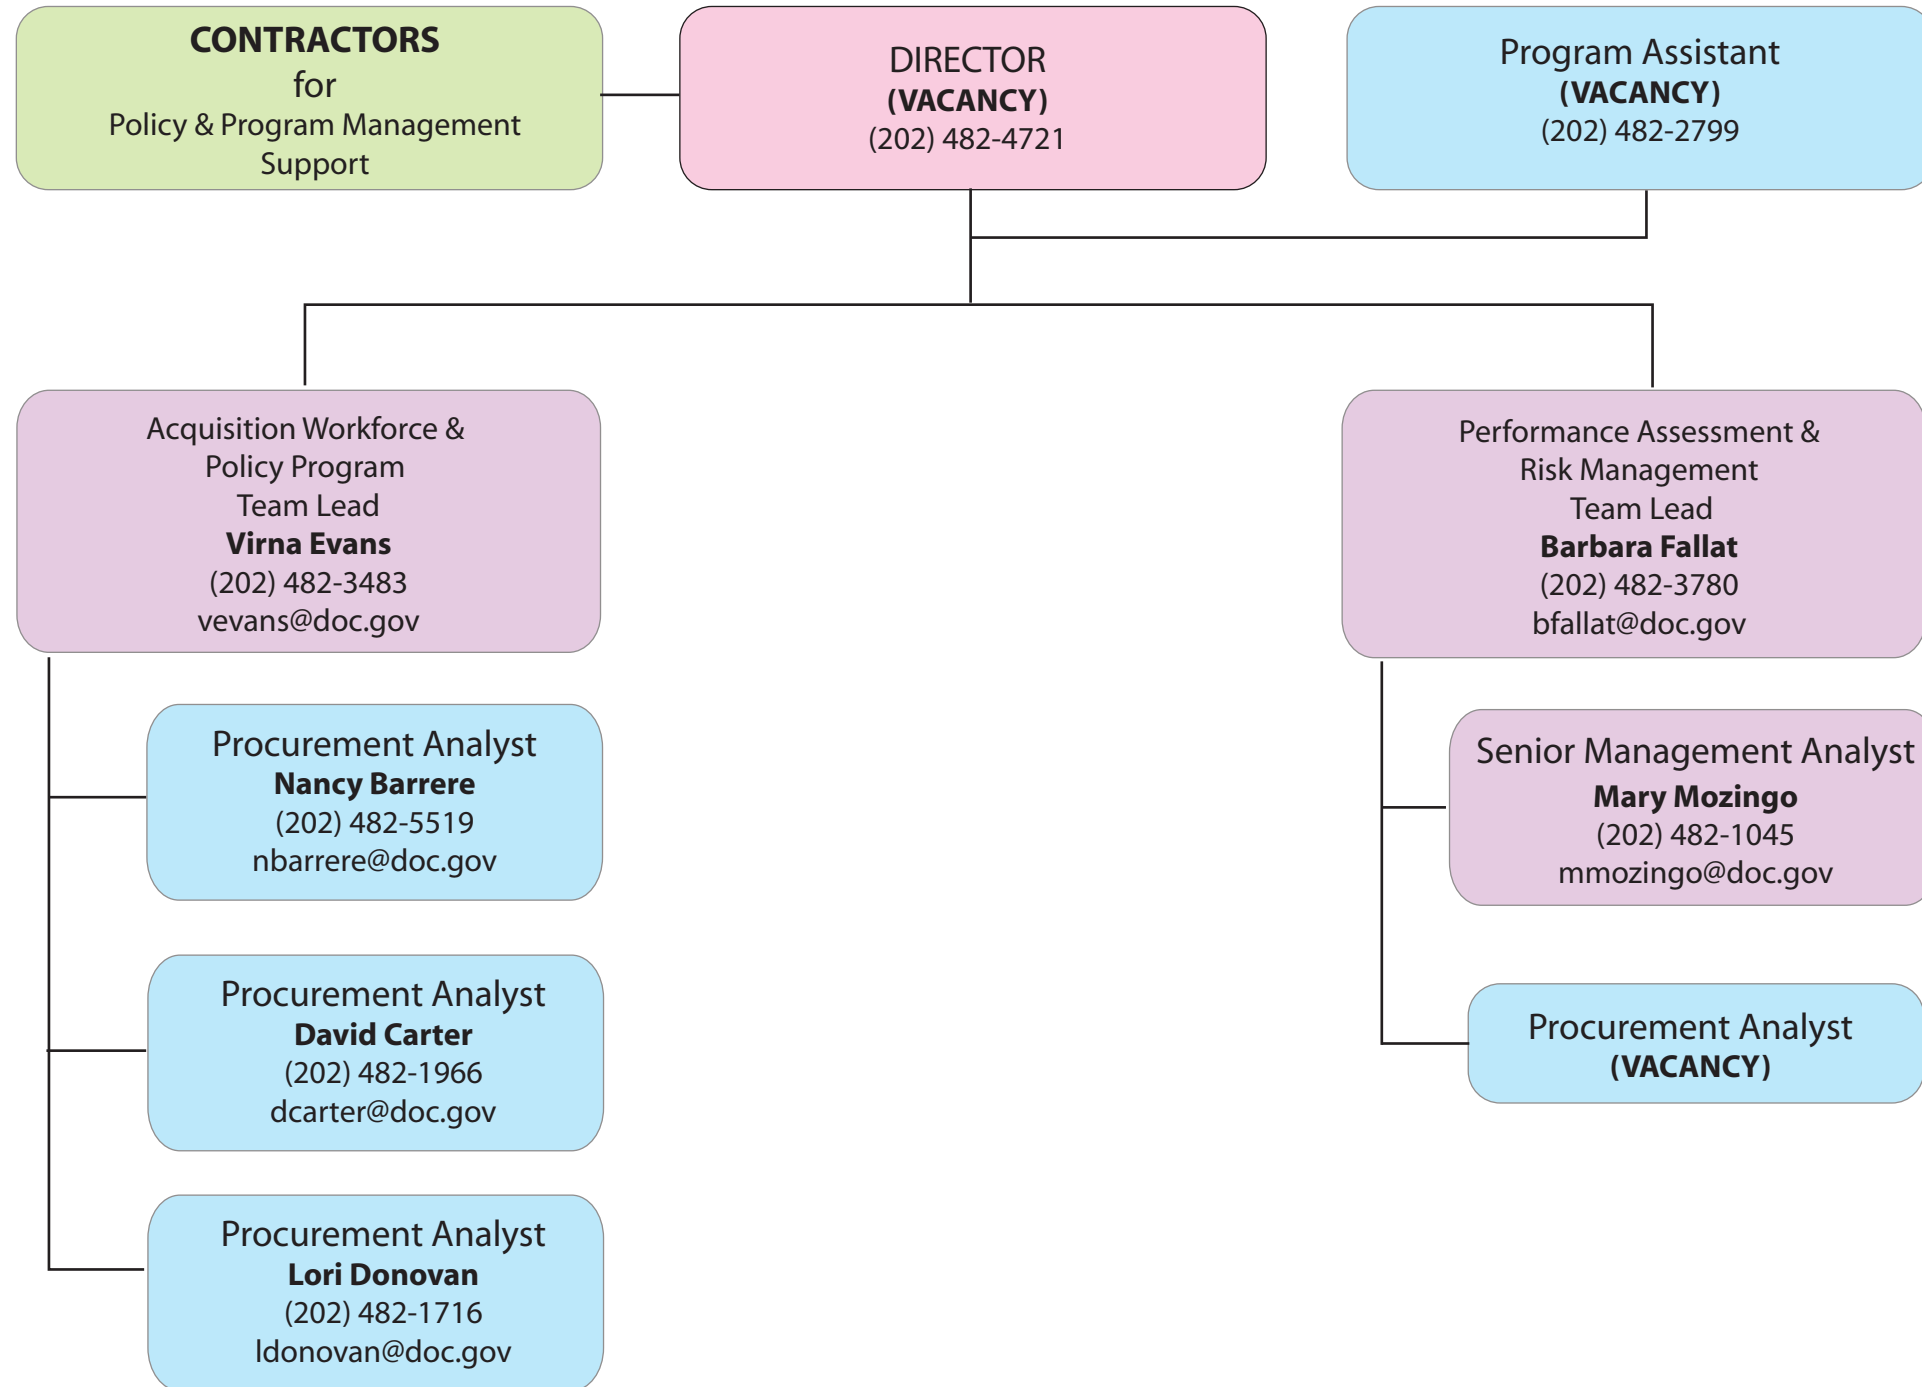 CONTRACTORS
for
Policy & Program Management
Support
DIRECTOR
(VACANCY)
(202) 482-4721
Program Assistant
(VACANCY)
(202) 482-2799
Acquisition Workforce &
Policy Program
Team Lead
Virna Evans
(202) 482-3483
vevans@doc.gov
Performance Assessment &
Risk Management
Team Lead
Barbara Fallat
(202) 482-3780
bfallat@doc.gov
Procurement Analyst
Nancy Barrere
(202) 482-5519
nbarrere@doc.gov
Senior Management Analyst
Mary Mozingo
(202) 482-1045
mmozingo@doc.gov
Procurement Analyst
David Carter
(202) 482-1966
dcarter@doc.gov
Procurement Analyst
(VACANCY)
Procurement Analyst
Lori Donovan
(202) 482-1716
ldonovan@doc.gov